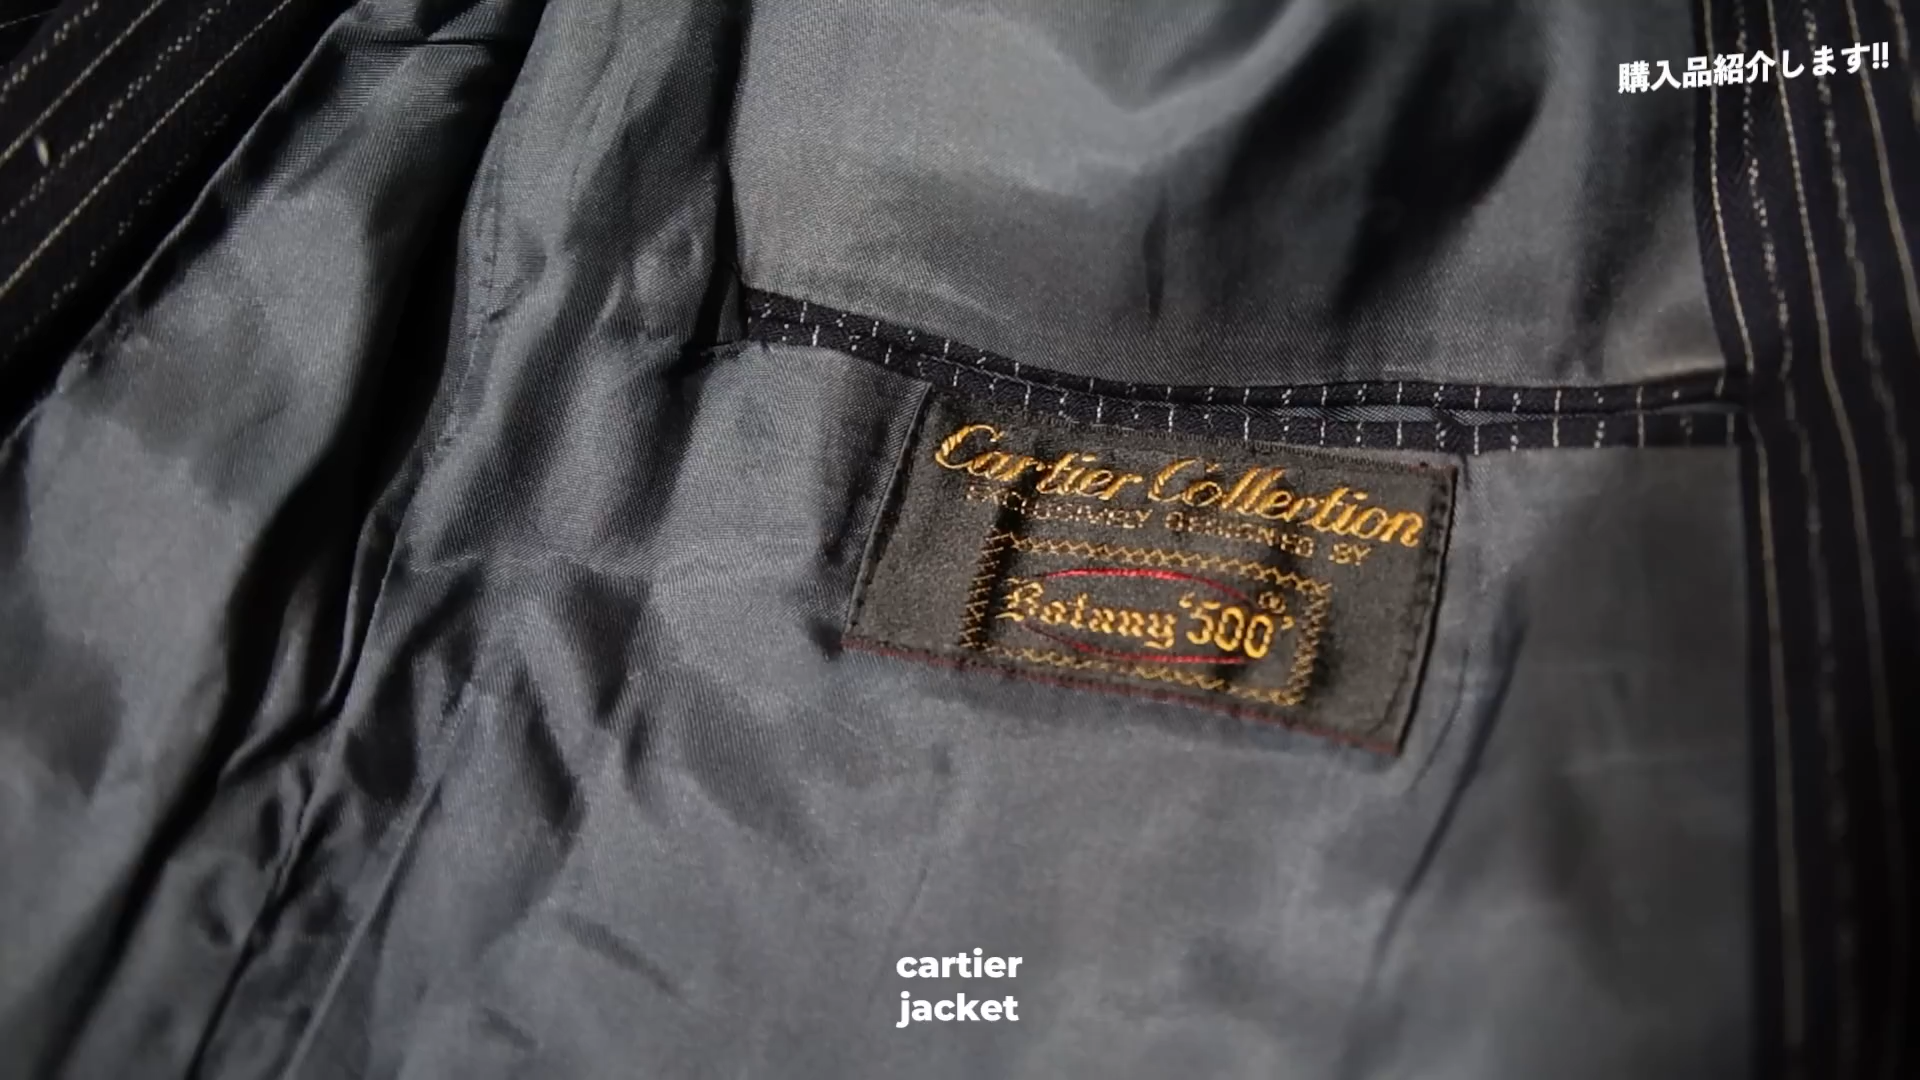 購入品紹介します!!
Cartier Collection
EXCLUSIVELY DESIGNED BY
Botany '500' ®
cartier
jacket